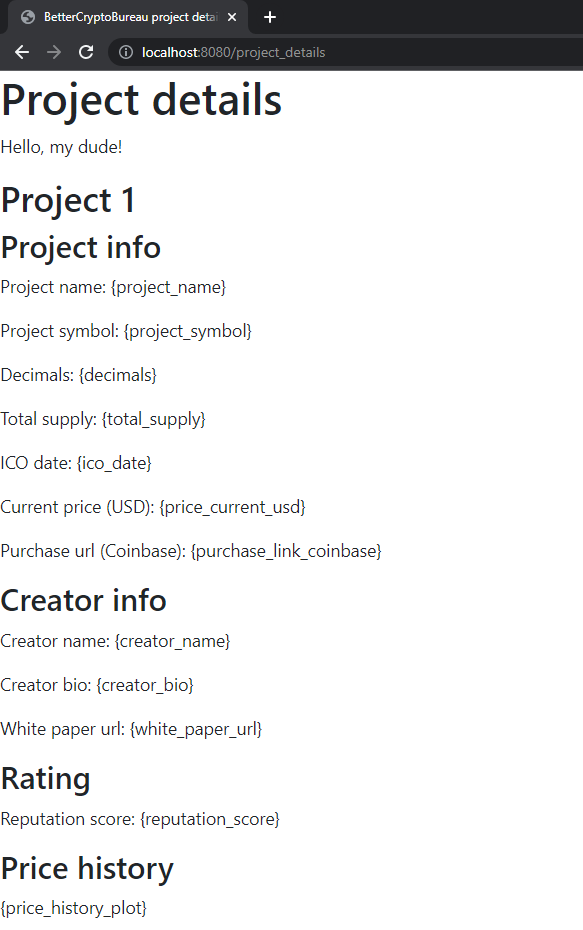 BetterCryptoBureau project detai
localhost:8080/project_details
Project details
Hello, my dude!
Project 1
Project info
Project name: {project_name}
Project symbol: {project_symbol}
Decimals: {decimals}
Total supply: {total_supply}
ICO date: {ico_date}
Current price (USD): {price_current_usd}
Purchase url (Coinbase): {purchase_link_coinbase}
Creator info
Creator name: {creator_name}
Creator bio: {creator_bio}
White paper url: {white_paper_url}
Rating
Reputation score: {reputation_score}
Price history
{price_history_plot}